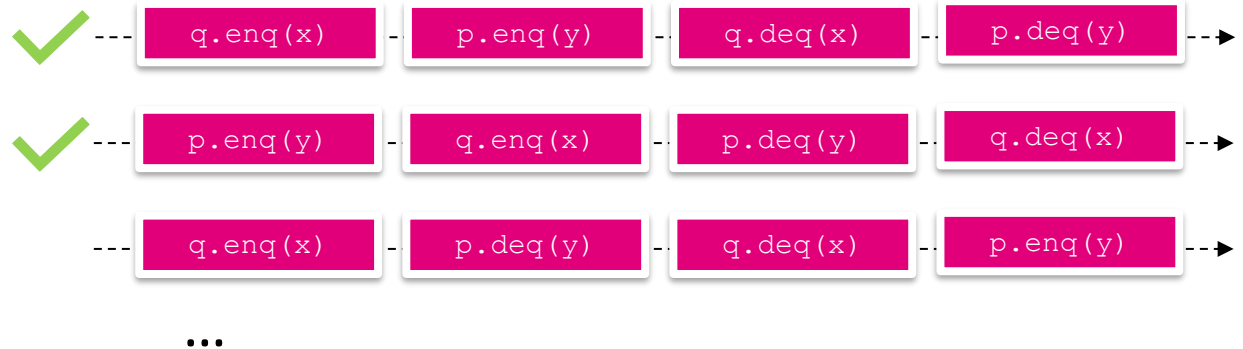 q.enq(x) p.enq(y) q.deq(x) p.deq(y)
p.enq(y) q.enq(x) p.deq(y) q.deq(x)
q.enq(x) p.deq(y) q.deq(x) p.enq(y)
...